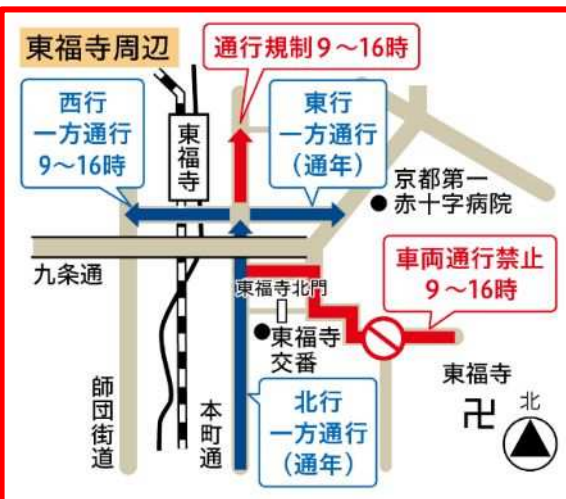 東福寺周辺
通行規制9～16時
西行
一方通行
9～16時
東福寺
東行
一方通行
(通年)
京都第一
赤十字病院
九条通
東福寺北門
車両通行禁止
9～16時
東福寺
交番
東福寺
卍
北
師団街道
本町通
北行
一方通行
(通年)